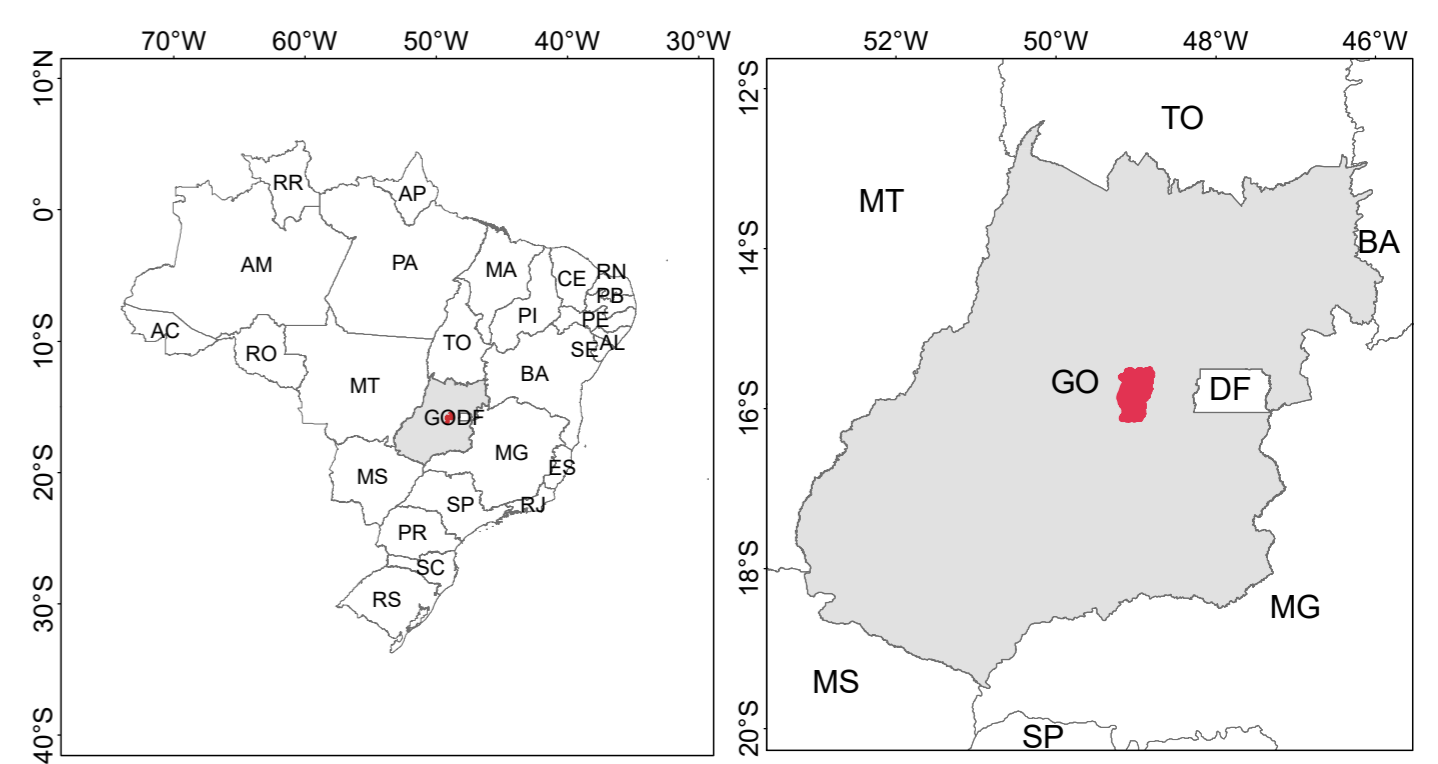 70°W 60°W 50°W 40°W 30°W
10°N
0°
10°S
20°S
30°S
40°S
RR
AP
AM
PA
MA
CE
RN
PB
PI
PE
AC
TO
AL
SE
RO
BA
MT
GO
DF
MG
ES
MS
SP
RJ
PR
SC
RS
52°W 50°W 48°W 46°W
12°S
14°S
16°S
18°S
20°S
TO
MT
BA
GO
DF
MG
MS
SP